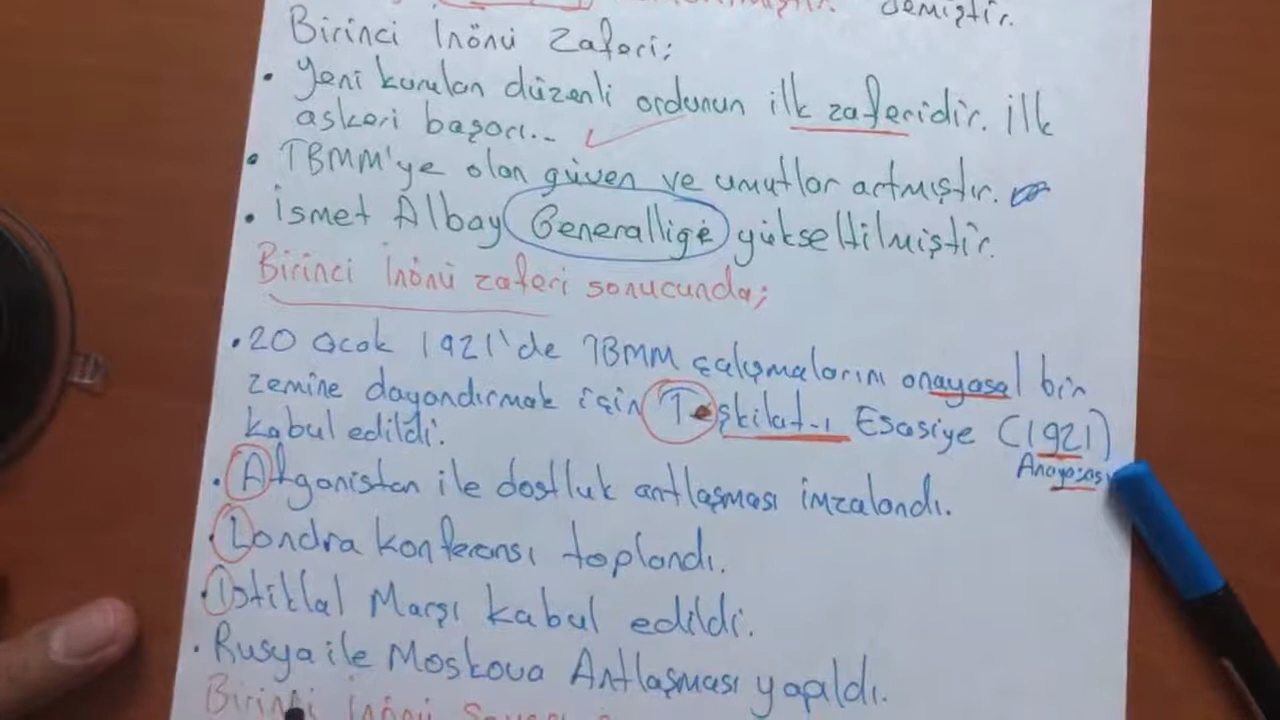 demiştir.
Birinci İnönü Zaferi;
• Yeni kurulan düzenli ordunun ilk zaferidir. İlk
askeri başarı..
• TBMM'ye olan güven ve umutlar artmıştır.
• İsmet Albay Generalliğe yükseltilmiştir.
Birinci İnönü zaferi sonucunda;
• 20 Ocak 1921'de TBMM çalışmalarını anayasal bir
zemine dayandırmak için Teşkilat-ı Esasiye (1921)
Anayasası
kabul edildi.
• Afganistan ile dostluk antlaşması imzalandı.
• Londra konferansı toplandı.
• İstiklal Marşı kabul edildi.
• Rusya ile Moskova Antlaşması yapıldı.
Birinci İnönü